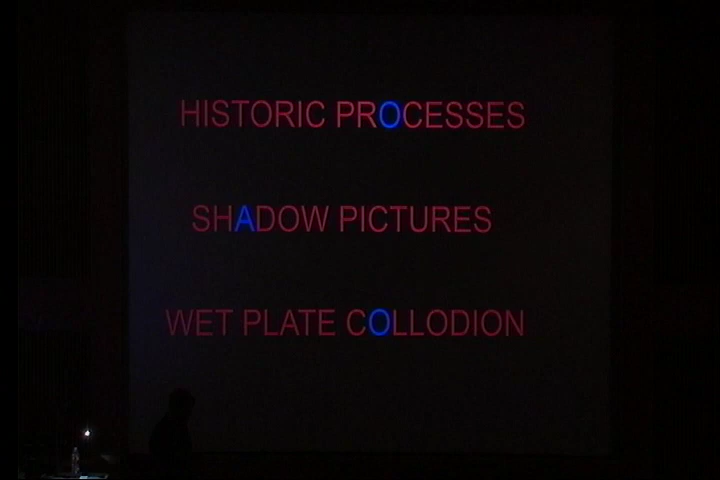 HISTORIC PROCESSES
SHADOW PICTURES
WET PLATE COLLODION